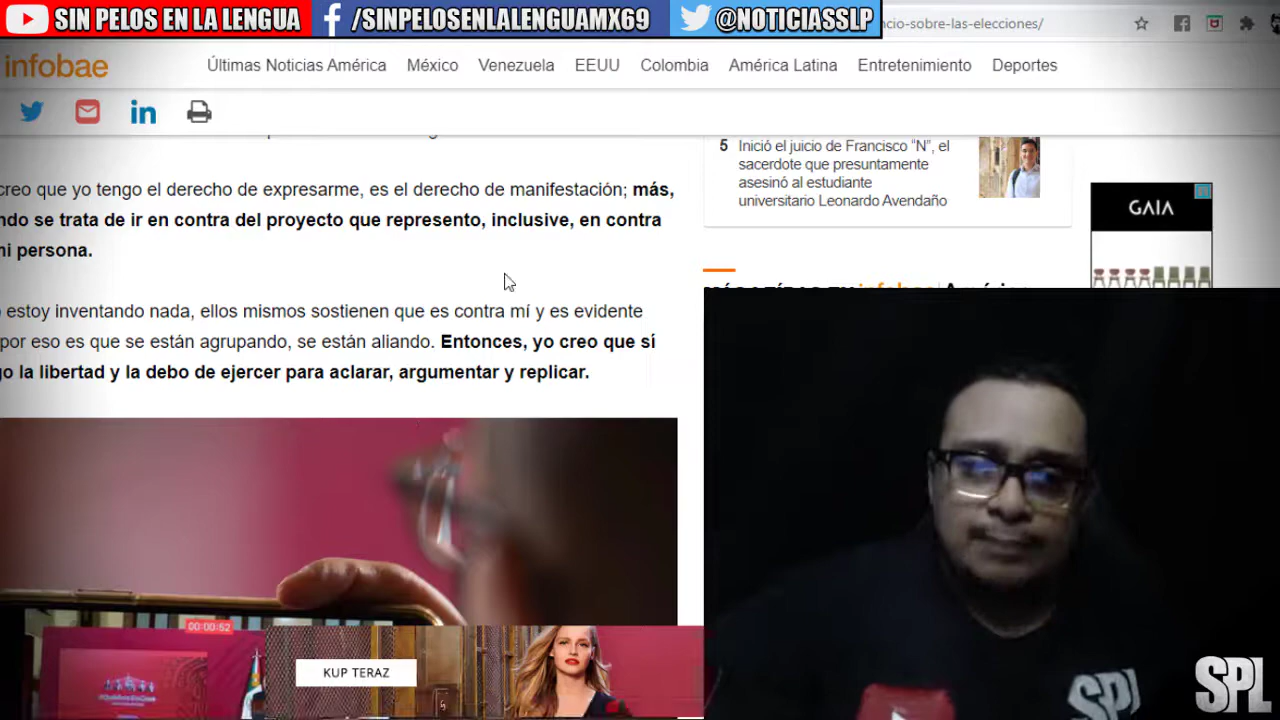 SIN PELOS EN LA LENGUA
/SINPELOSENLALENGUAMX69
@NOTICIASSLP
ncio-sobre-las-elecciones/
infobae
Últimas Noticias América
México
Venezuela
EEUU
Colombia
América Latina
Entretenimiento
Deportes
creo que yo tengo el derecho de expresarme, es el derecho de manifestación; más,
ndo se trata de ir en contra del proyecto que represento, inclusive, en contra
mi persona.
estoy inventando nada, ellos mismos sostienen que es contra mí y es evidente
por eso es que se están agrupando, se están aliando. Entonces, yo creo que sí
go la libertad y la debo de ejercer para aclarar, argumentar y replicar.
5 Inició el juicio de Francisco “N”, el
sacerdote que presuntamente
asesinó al estudiante
universitario Leonardo Avendaño
GAIA
infobae América
00:00:52
KUP TERAZ
SPL
SPL